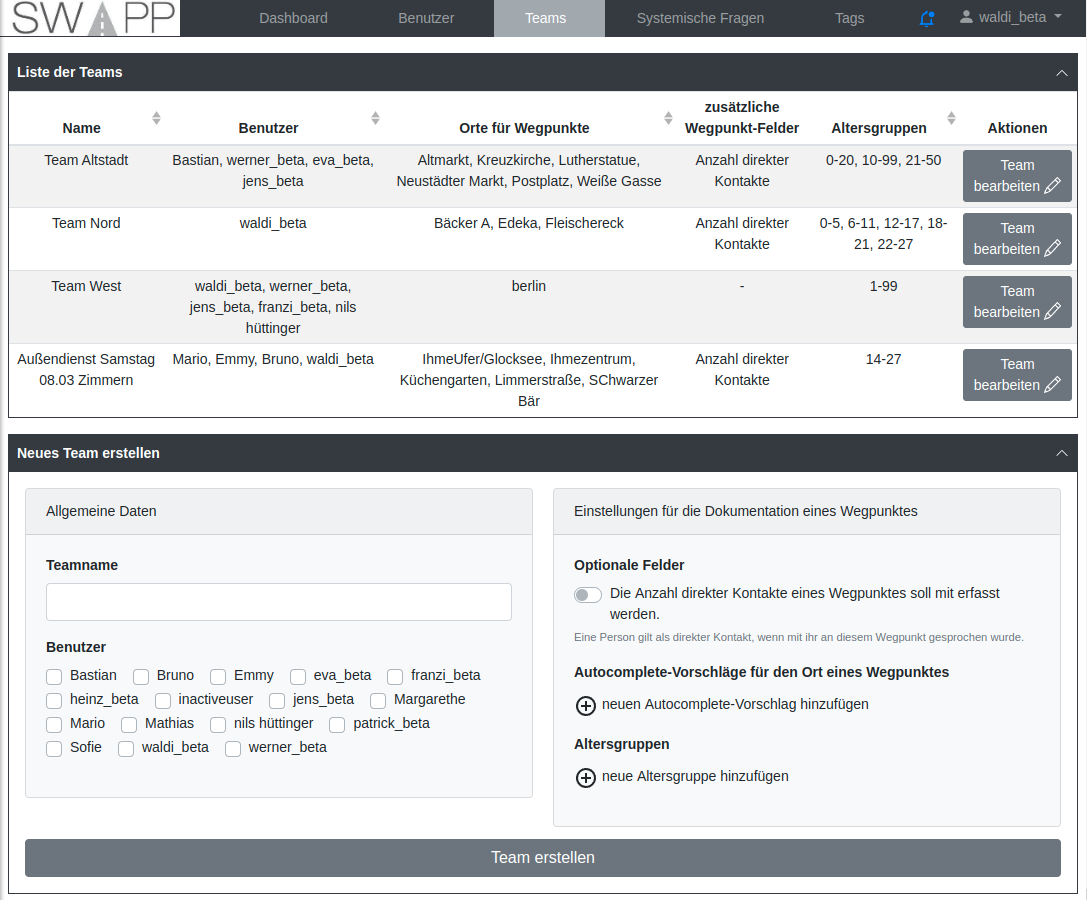 SWAPP
Dashboard
Benutzer
Teams
Systemische Fragen
Tags
waldi_beta
Liste der Teams
Name
Benutzer
Orte für Wegpunkte
zusätzliche
Wegpunkt-Felder
Altersgruppen
Aktionen
Team Altstadt
Bastian, werner_beta, eva_beta,
jens_beta
Altmarkt, Kreuzkirche, Lutherstatue,
Neustädter Markt, Postplatz, Weiße Gasse
Anzahl direkter
Kontakte
0-20, 10-99, 21-50
Team
bearbeiten
Team Nord
waldi_beta
Bäcker A, Edeka, Fleischereck
Anzahl direkter
Kontakte
0-5, 6-11, 12-17, 18-
21, 22-27
Team
bearbeiten
Team West
waldi_beta, werner_beta,
jens_beta, franzi_beta, nils
hüttinger
berlin
-
1-99
Team
bearbeiten
Außendienst Samstag
08.03 Zimmern
Mario, Emmy, Bruno, waldi_beta
IhmeUfer/Glocksee, Ihmezentrum,
Küchengarten, Limmerstraße, SChwarzer
Bär
Anzahl direkter
Kontakte
14-27
Team
bearbeiten
Neues Team erstellen
Allgemeine Daten
Teamname
Benutzer
Bastian Bruno Emmy eva_beta franzi_beta
heinz_beta inactiveuser jens_beta Margarethe
Mario Mathias nils hüttinger patrick_beta
Sofie waldi_beta werner_beta
Einstellungen für die Dokumentation eines Wegpunktes
Optionale Felder
Die Anzahl direkter Kontakte eines Wegpunktes soll mit erfasst
werden.
Eine Person gilt als direkter Kontakt, wenn mit ihr an diesem Wegpunkt gesprochen wurde.
Autocomplete-Vorschläge für den Ort eines Wegpunktes
neuen Autocomplete-Vorschlag hinzufügen
Altersgruppen
neue Altersgruppe hinzufügen
Team erstellen